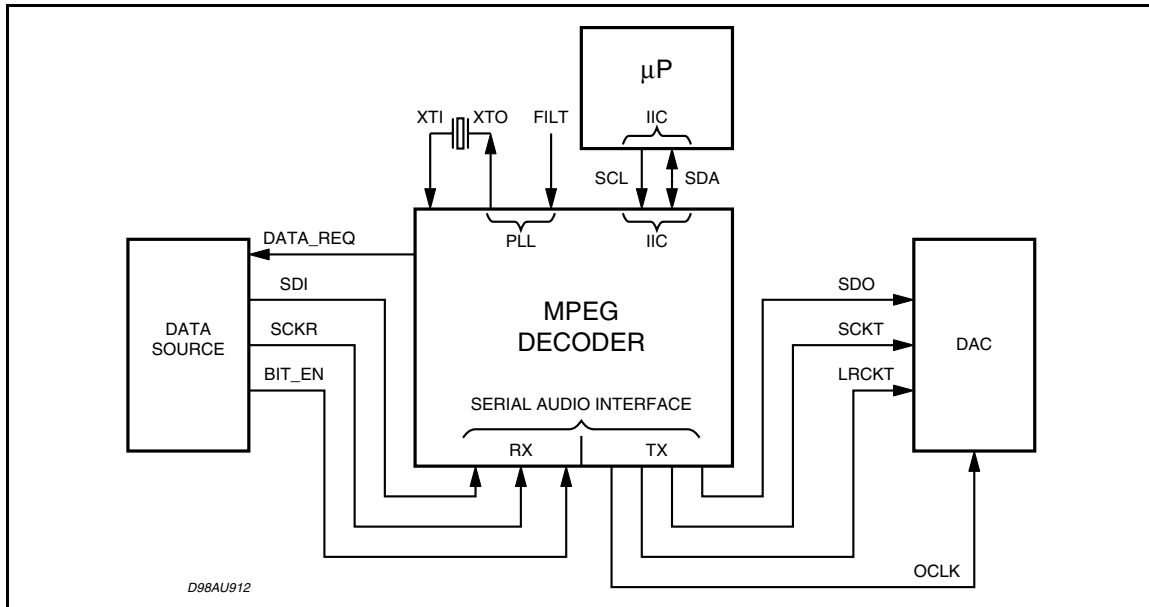 μP
IIC
XTI
XTO
FILT
SCL
SDA
PLL
IIC
DATA_REQ
SDI
SCKR
BIT_EN
DATA
SOURCE
MPEG
DECODER
SDO
SCKT
LRCKT
DAC
SERIAL AUDIO INTERFACE
RX
TX
OCLK
D98AU912